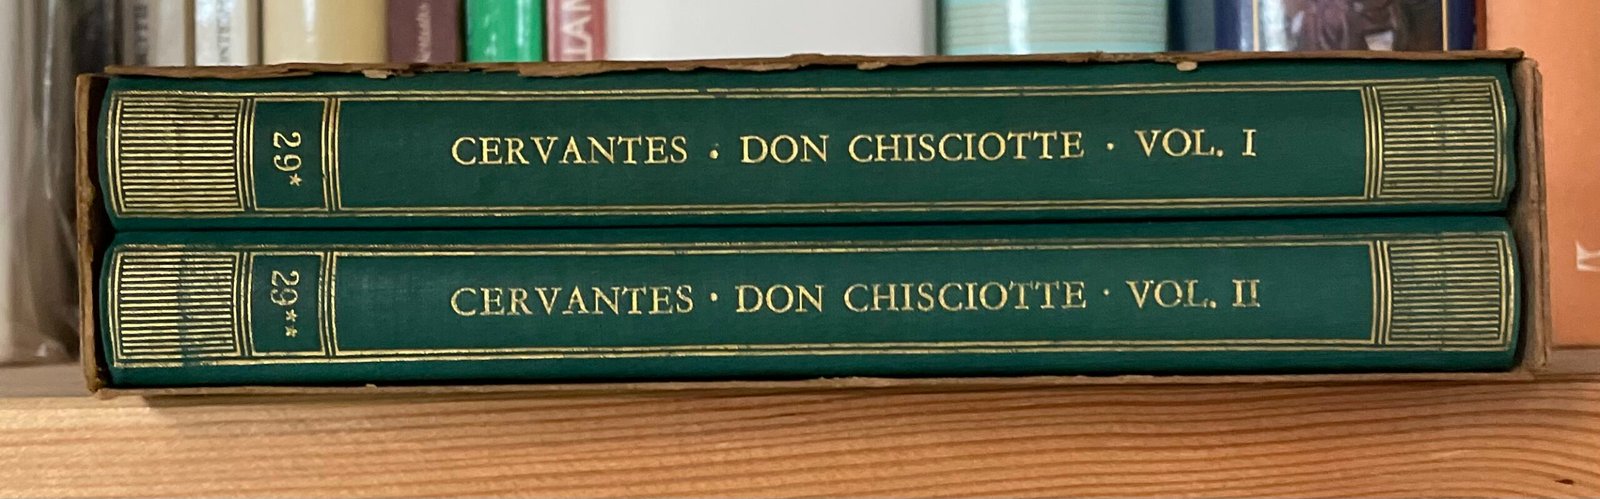 29*
CERVANTES · DON CHISCIOTTE · VOL. I
29**
CERVANTES · DON CHISCIOTTE · VOL. II